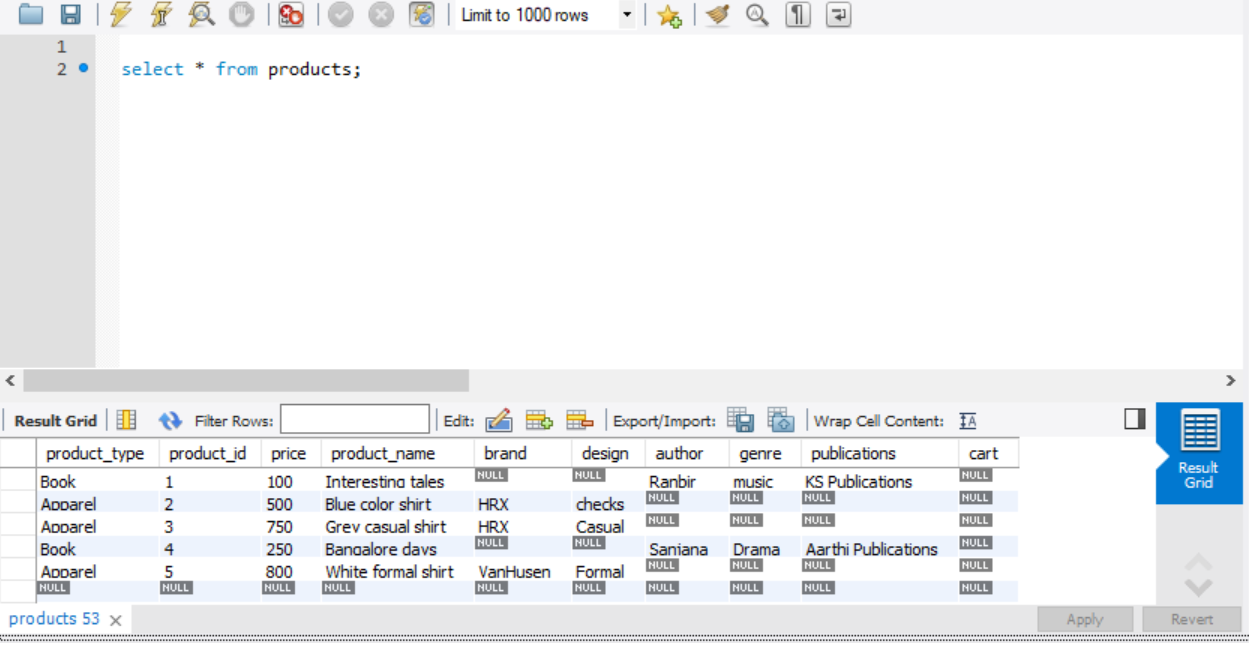 Limit to 1000 rows
1
2 select * from products;
Result Grid Filter Rows: Edit: Export/Import: Wrap Cell Content:
product_type product_id price product_name brand design author genre publications cart
Book 1 100 Interesting tales NULL NULL Ranbir music KS Publications NULL
Apparel 2 500 Blue color shirt HRX checks NULL NULL NULL NULL
Apparel 3 750 Grey casual shirt HRX Casual NULL NULL NULL NULL
Book 4 250 Bangalore days NULL NULL Sanjana Drama Aarthi Publications NULL
Apparel 5 800 White formal shirt VanHusen Formal NULL NULL NULL NULL
NULL NULL NULL NULL NULL NULL NULL NULL NULL NULL
Result
Grid
products 53 Apply Revert